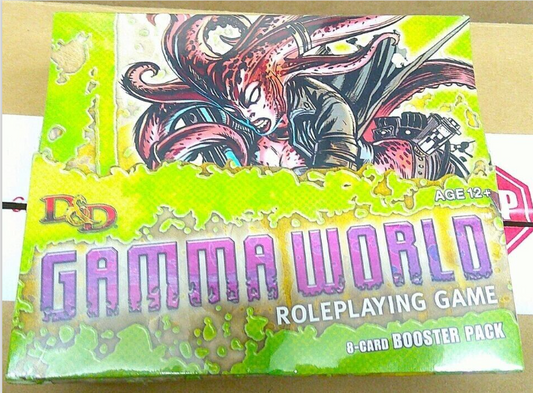 AGE 12+
D&D
GAMMA WORLD
ROLEPLAYING GAME
8-CARD BOOSTER PACK
P